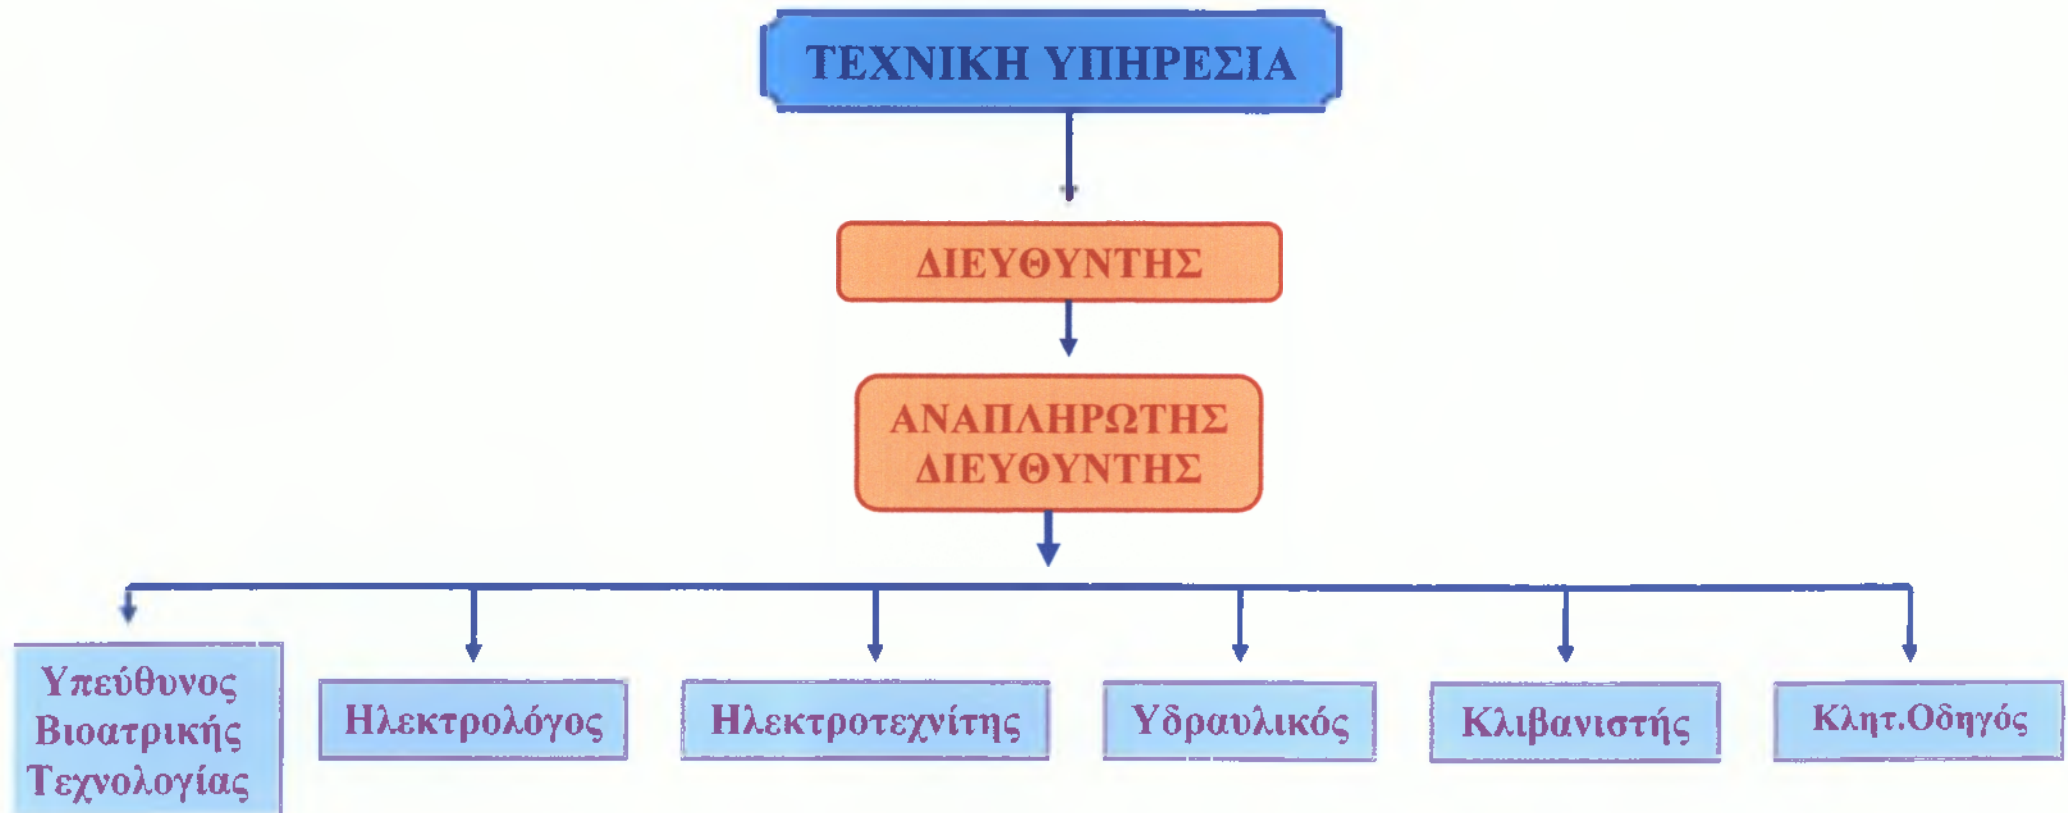 ΤΕΧΝΙΚΗ ΥΠΗΡΕΣΙΑ
ΔΙΕΥΘΥΝΤΗΣ
ΑΝΑΠΛΗΡΩΤΗΣ
ΔΙΕΥΘΥΝΤΗΣ
Υπεύθυνος
Βιοατρικής
Τεχνολογίας
Ηλεκτρολόγος
Ηλεκτροτεχνίτης
Υδραυλικός
Κλιβανιστής
Κλητ.Οδηγός